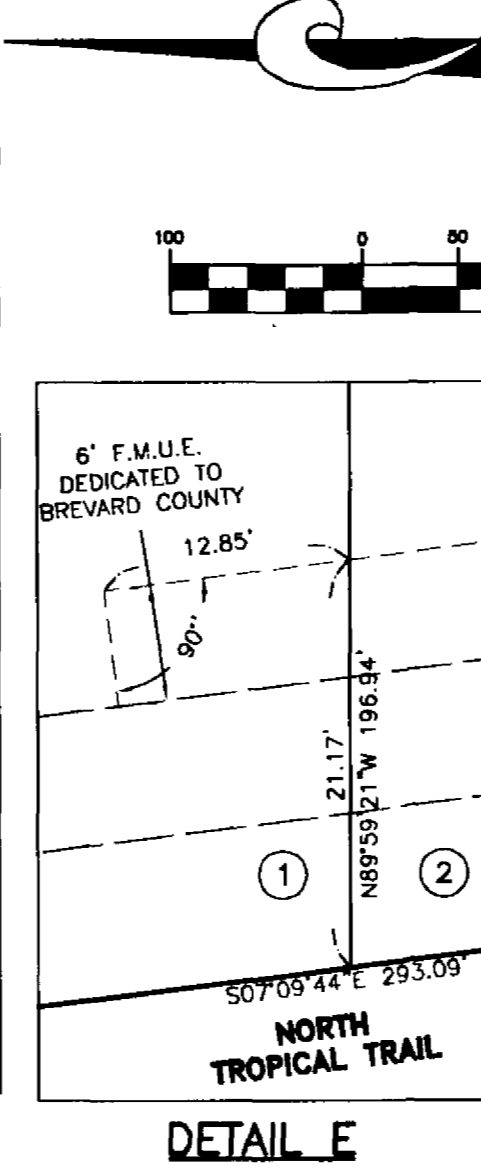 100 0 50
6' F.M.U.E.
DEDICATED TO
BREVARD COUNTY
12.85'
90°
21.17'
N89°59'21"W 196.94'
1
2
S07°09'44"E 293.09'
NORTH
TROPICAL TRAIL
DETAIL E